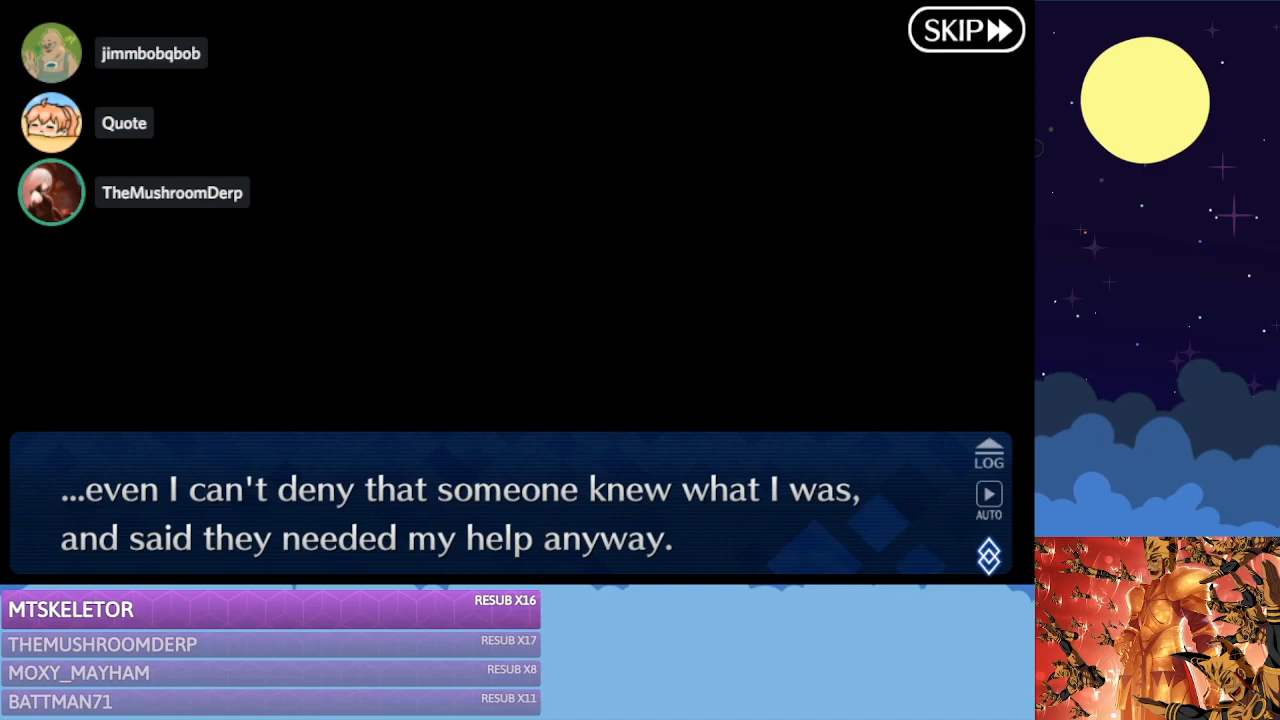 jimmbobqbob
SKIP
Quote
TheMushroomDerp
...even I can't deny that someone knew what I was,
and said they needed my help anyway.
LOG
AUTO
MTSKELETOR RESUB X16
THEMUSHROOMDERP RESUB X17
MOXY_MAYHAM RESUB X8
BATTMAN71 RESUB X11